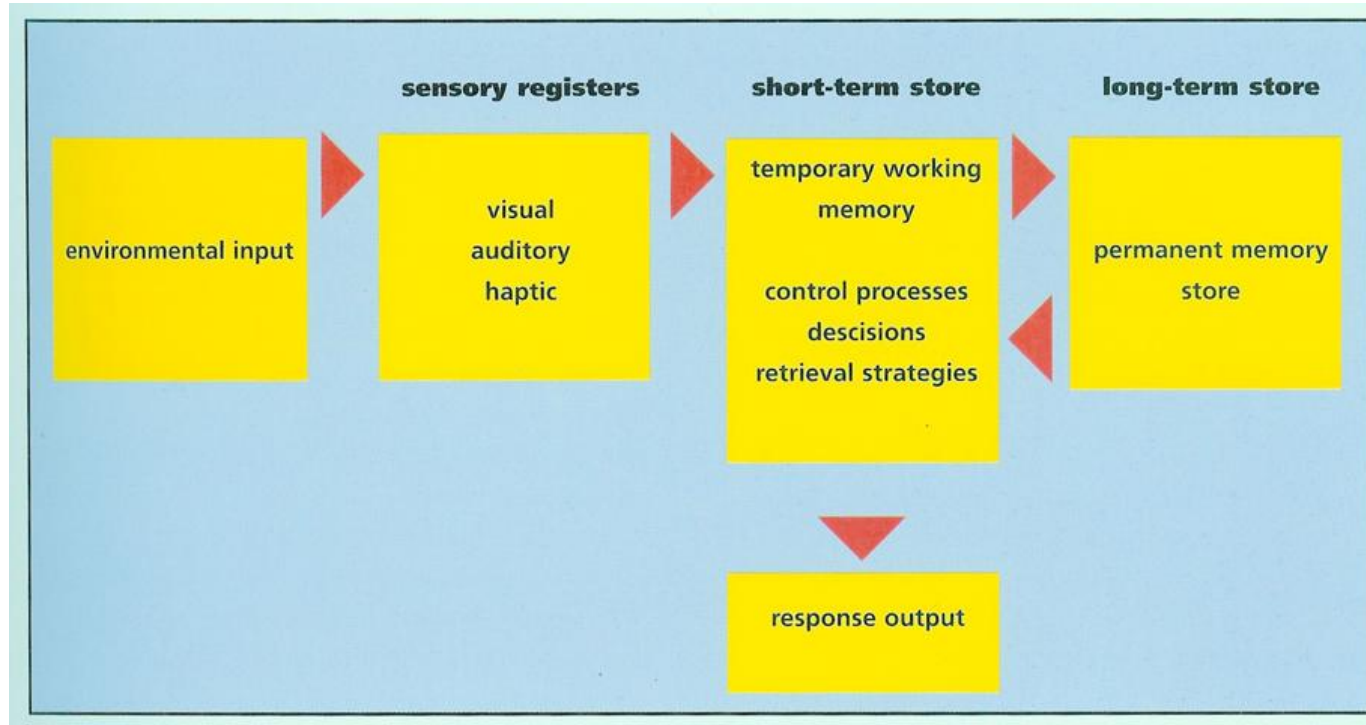 sensory registers
short-term store
long-term store
environmental input
visual
auditory
haptic
temporary working
memory
control processes
descisions
retrieval strategies
permanent memory
store
response output